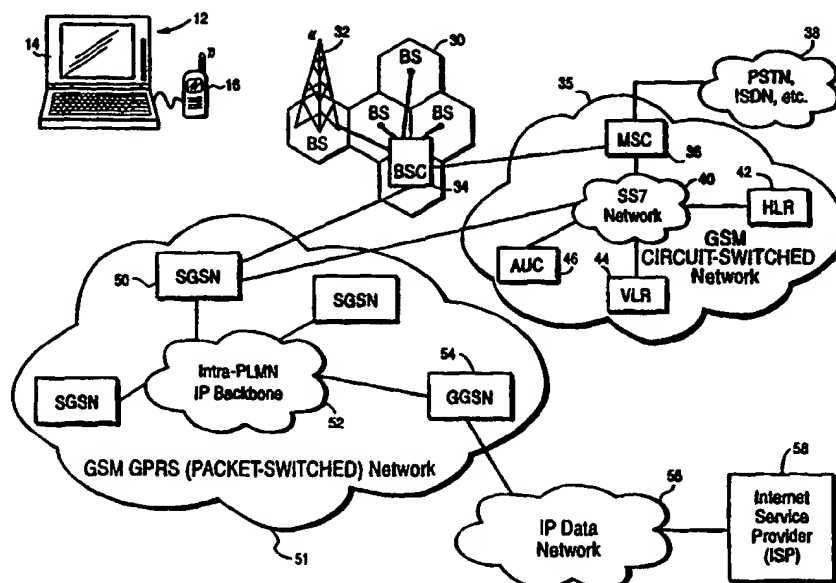 12
14
16
32
30
BS
BS
BS
BS
BSC
34
38
PSTN,
ISDN, etc.
35
MSC
36
40
SS7
Network
42
HLR
GSM
CIRCUIT-SWITCHED
Network
AUC
46
44
VLR
50
SGSN
SGSN
SGSN
Intra-PLMN
IP Backbone
52
54
GGSN
GSM GPRS (PACKET-SWITCHED) Network
51
56
IP Data
Network
58
Internet
Service
Provider
(ISP)